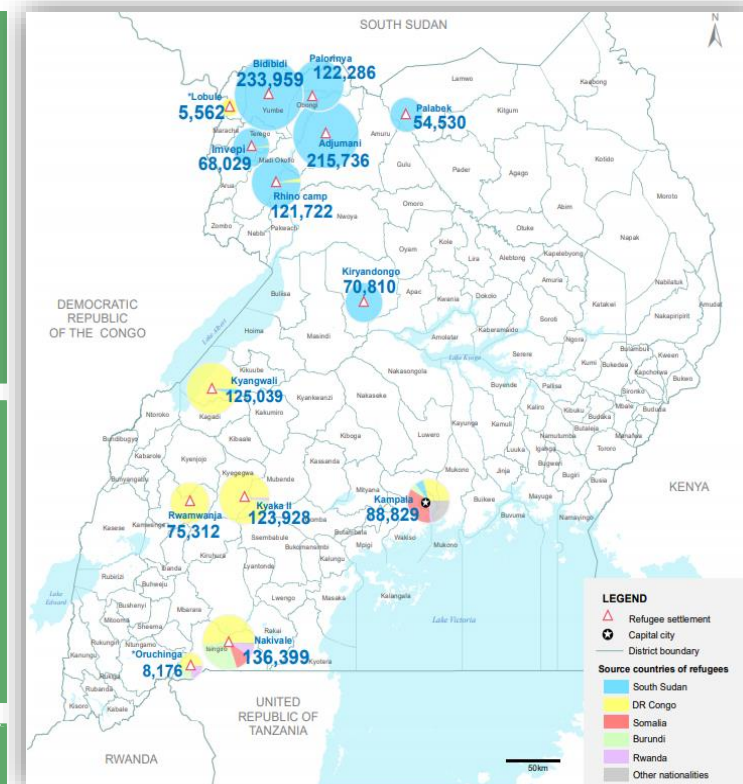 SOUTH SUDAN
N
Bidibidi
233,959
Palorinya
122,286
*Lobule
5,562
Yumbe
Obongi
Lamwo
Kaabong
Palabek
54,530
Kitgum
Maracha
Terego
Imvepi
68,029
Adjumani
215,736
Amuru
Madi Okollo
Gulu
Pader
Agago
Kotido
Arua
Rhino camp
121,722
Moroto
Zombo
Nebbi
Pakwach
Nwoya
Omoro
Abim
Otuke
Napak
Oyam
Kole
Lira
Alebtong
Kapelebyong
Kiryandongo
70,810
Apac
Kwania
Dokolo
Amuria
Katakwi
Nabilatuk
Amudat
Nakapiripirit
DEMOCRATIC
REPUBLIC
OF THE CONGO
Buliisa
Lake Albert
Hoima
Masindi
Amolatar
Kaberamaido
Soroti
Ngora
Lake Kyoga
Serere
Kumi
Bukedea
Bulambuli
Kween
Kapchorwa
Bukwo
Sironko
Kikuube
Kyangwali
125,039
Nakasongola
Buyende
Pallisa
Mbale
Bududa
Kagadi
Kakumiro
Kyankwanzi
Nakaseke
Kaliro
Kibuku
Budaka
Butaleja
Manafwa
Ntoroko
Bundibugyo
Kibaale
Kiboga
Luwero
Kayunga
Kamuli
Namutumba
Tororo
Kabarole
Kyenjojo
Luuka
Iganga
Bugweri
Bunyangabu
Kyegegwa
Mubende
Kassanda
Mukono
Jinja
Bugiri
Busia
KENYA
Mityana
Kampala
88,829
Buikwe
Mayuge
Namayingo
Buvuma
Rwamwanja
75,312
Kyaka II
123,928
Kasese
Kamwenge
Gomba
Butambala
Wakiso
Mpigi
Mukono
Ssembabule
Bukomansimbi
Kalungu
Kiruhura
Ibanda
Lyantonde
Rubirizi
Buheeju
Lake
Edward
Bushenyi
Mbarara
Lwengo
Masaka
Kalangala
Lake Victoria
Mitooma
Sheema
Rukungiri
Ntungamo
Rakai
Isingiro
Nakivale
136,399
Kyotera
Kanungu
*Oruchinga
8,176
Rukiga
Rubanda
Kisoro
Kabale
UNITED
REPUBLIC OF
TANZANIA
RWANDA
50km
LEGEND
Refugee settlement
Capital city
District boundary
Source countries of refugees
South Sudan
DR Congo
Somalia
Burundi
Rwanda
Other nationalities